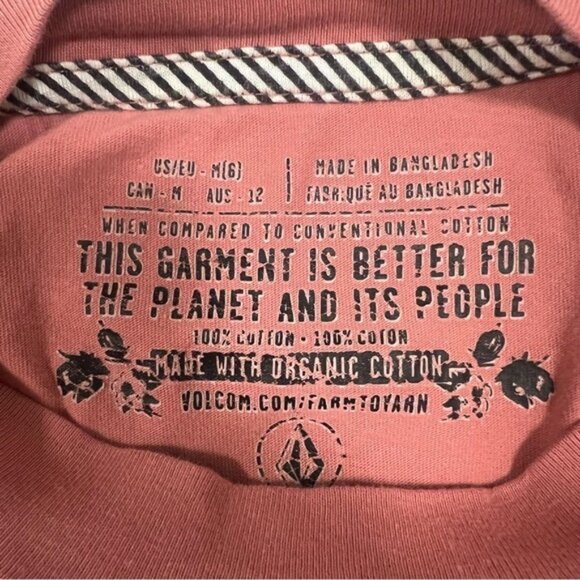 US/EU - M(6) | MADE IN BANGLADESH
CAN - M AUS - 12 | FABRIQUÉ AU BANGLADESH
WHEN COMPARED TO CONVENTIONAL COTTON
THIS GARMENT IS BETTER FOR
THE PLANET AND ITS PEOPLE
100% COTTON · 100% COTON
MADE WITH ORGANIC COTTON
VOLCOM.COM/FARMTOYARN